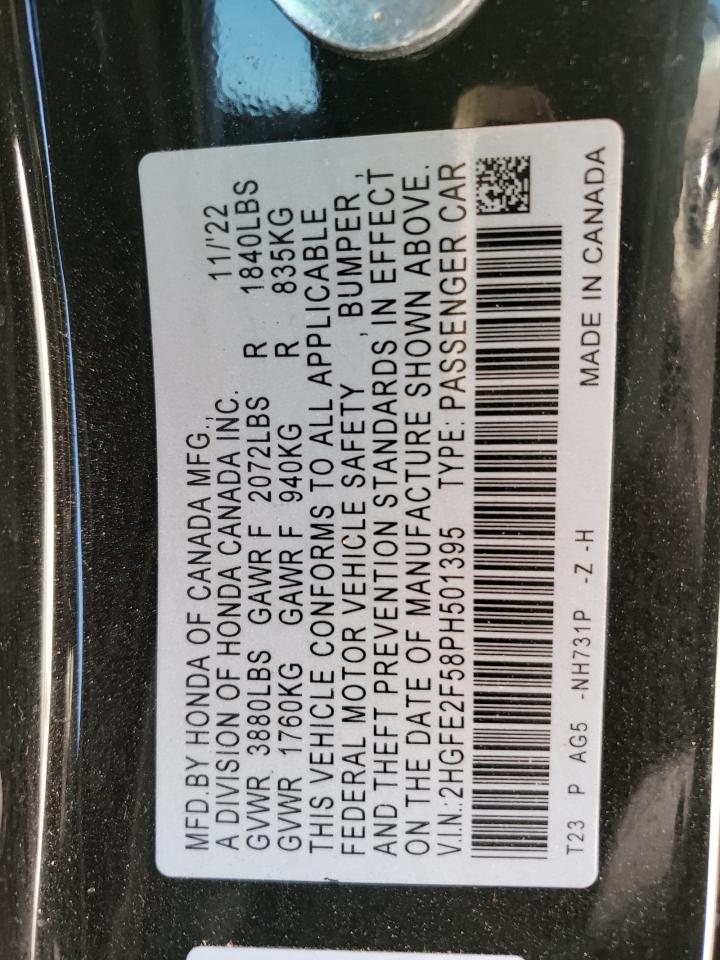 MFD.BY HONDA OF CANADA MFG.,
A DIVISION OF HONDA CANADA INC. 11/'22
GVWR 3880LBS GAWR F 2072LBS R 1840LBS
GVWR 1760KG GAWR F 940KG R 835KG
THIS VEHICLE CONFORMS TO ALL APPLICABLE
FEDERAL MOTOR VEHICLE SAFETY , BUMPER ,
AND THEFT PREVENTION STANDARDS IN EFFECT
ON THE DATE OF MANUFACTURE SHOWN ABOVE.
V.I.N.:2HGFE2F58PH501395 TYPE: PASSENGER CAR
T23 P AG5 -NH731P -Z -H MADE IN CANADA